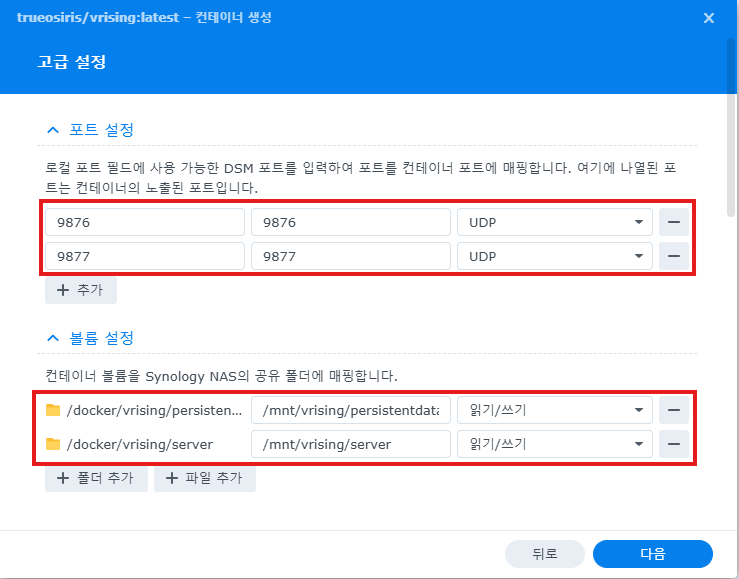 trueosiris/vrising:latest – 컨테이너 생성
고급 설정
포트 설정
로컬 포트 필드에 사용 가능한 DSM 포트를 입력하여 포트를 컨테이너 포트에 매핑합니다. 여기에 나열된 포
트는 컨테이너의 노출된 포트입니다.
9876 9876 UDP
9877 9877 UDP
추가
볼륨 설정
컨테이너 볼륨을 Synology NAS의 공유 폴더에 매핑합니다.
/docker/vrising/persisten... /mnt/vrising/persistentdata 읽기/쓰기
/docker/vrising/server /mnt/vrising/server 읽기/쓰기
폴더 추가 파일 추가
뒤로 다음